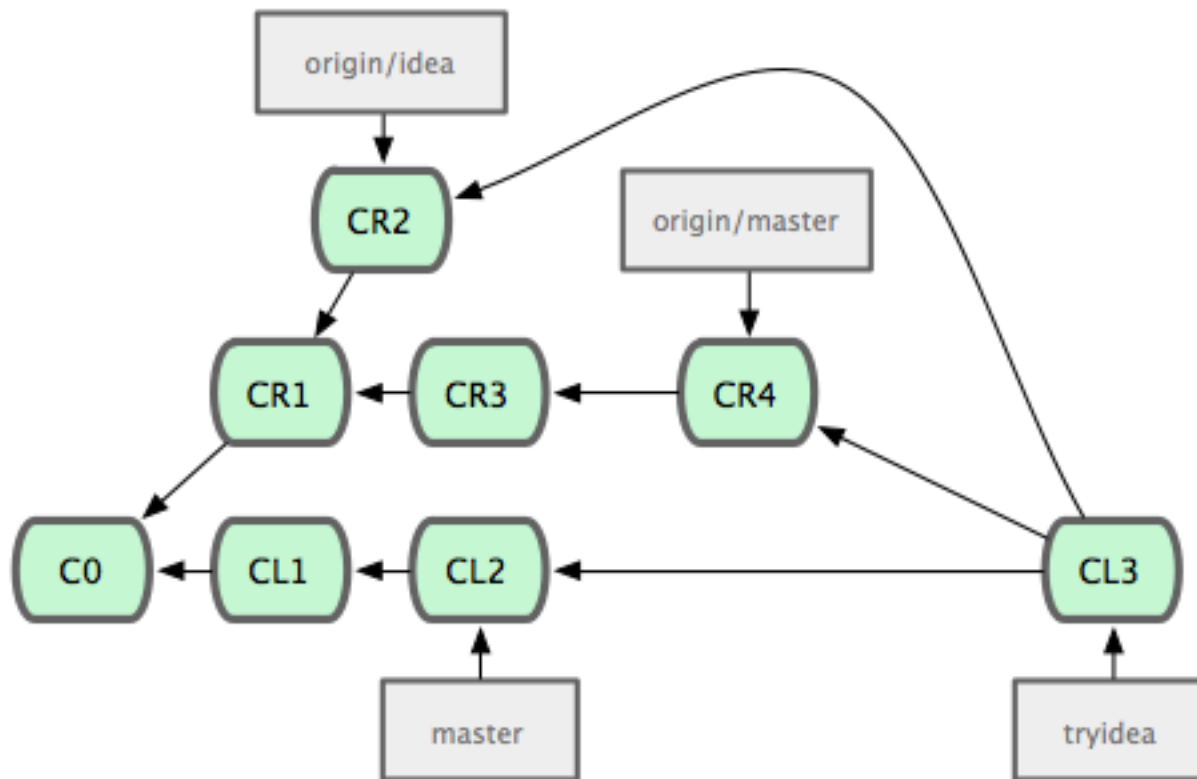 origin/idea
CR2
origin/master
CR1
CR3
CR4
C0
CL1
CL2
CL3
master
tryidea